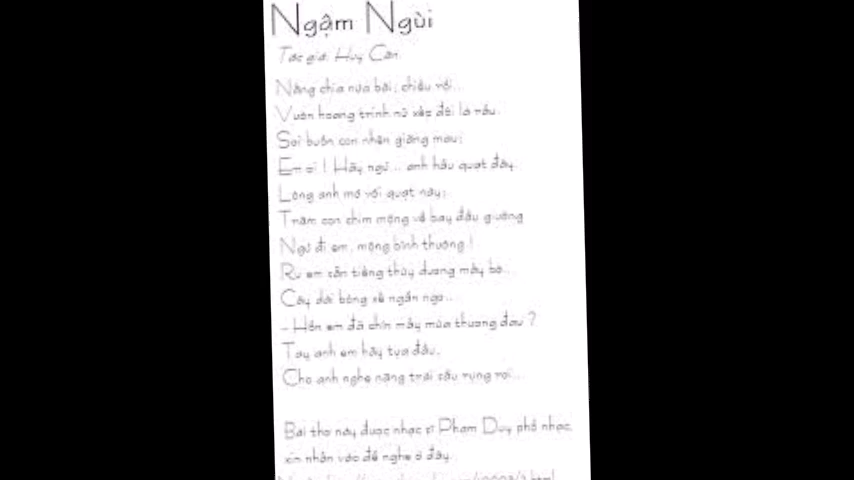 Ngậm Ngùi
Tác giả: Huy Cận
Nắng chia nửa bãi; chiều rồi...
Vườn hoang trinh nữ xếp đôi lá rầu.
Sợi buồn con nhện giăng mau;
Em ơi ! Hãy ngủ... anh hầu quạt đây.
Lòng anh mở với quạt này;
Trăm con chim mộng về bay đầu giường
Ngủ đi em, mộng bình thường !
Ru em sẵn tiếng thùy dương mấy bờ...
Cây dài bóng xế ngẩn ngơ...
- Hồn em đã chín mấy mùa thương đau ?
Tay anh em hãy tựa đầu,
Cho anh nghe nặng trái sầu rụng rơi...
Bài thơ này được nhạc sĩ Phạm Duy phổ nhạc,
xin nhấn vào để nghe ở đây